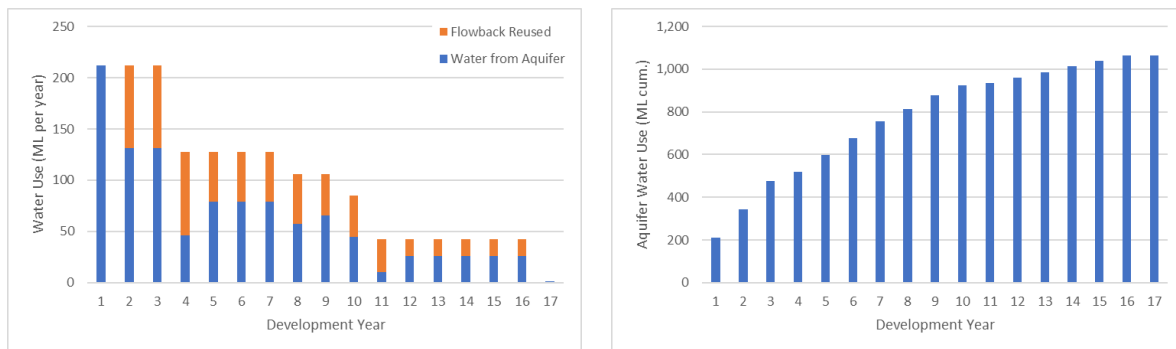 250
200
150
100
50
0
Water Use (ML per year)
Flowback Reused
Water from Aquifer
1 2 3 4 5 6 7 8 9 10 11 12 13 14 15 16 17
Development Year
1,200
1,000
800
600
400
200
0
Aquifer Water Use (ML cum.)
1 2 3 4 5 6 7 8 9 10 11 12 13 14 15 16 17
Development Year